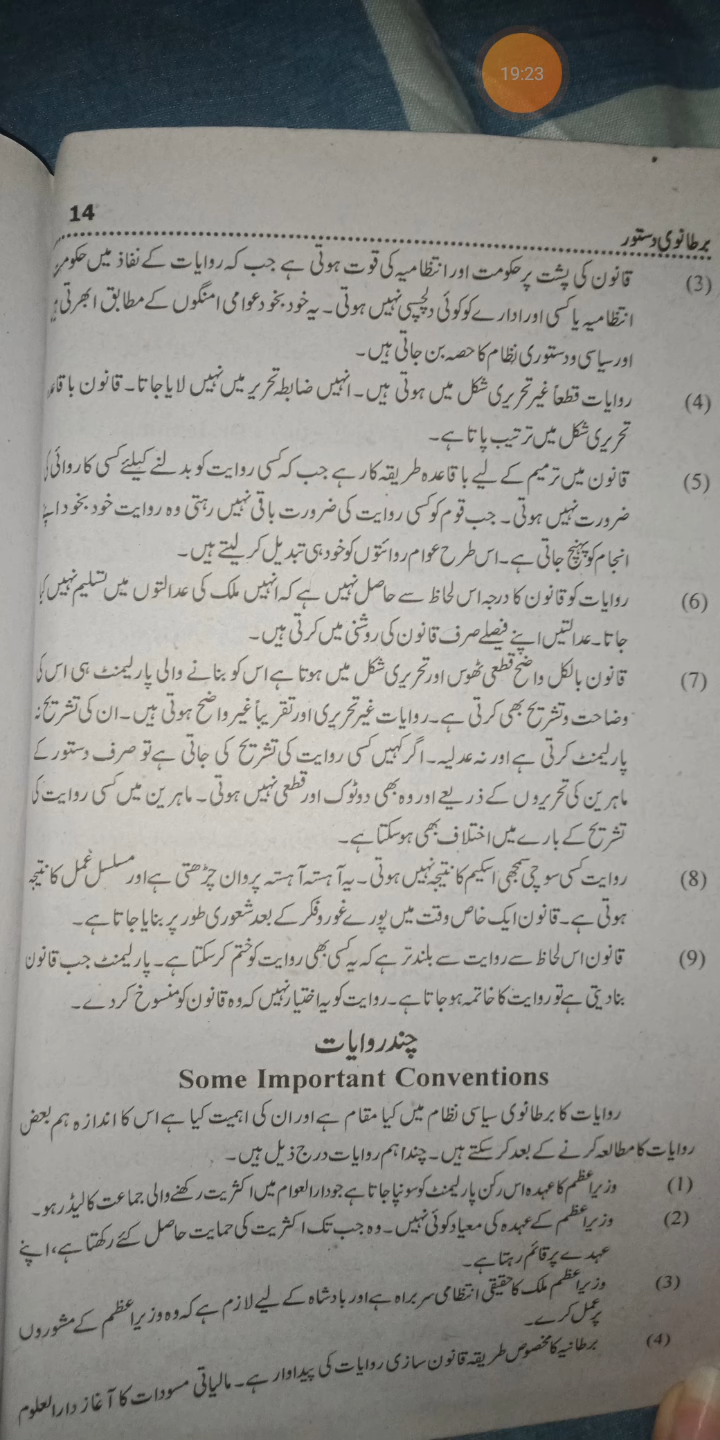 19:23
14
برطانوی دستور
(3) قانون کی پشت پر حکومت اور انتظامیہ کی قوت ہوتی ہے جب کہ روایات کے نفاذ میں
انتظامیہ یا کسی اور ادارے کو کوئی دلچسپی نہیں ہوتی۔ یہ خود بخود عوامی امنگوں کے مطابق ابھرتی
اور سیاسی و دستوری نظام کا حصہ بن جاتی ہیں۔
(4) روایات قطعاً غیر تحریری شکل میں ہوتی ہیں۔ انہیں ضابطہ تحریر میں نہیں لایا جاتا۔ قانون
تحریری شکل میں ترتیب پاتا ہے۔
(5) قانون میں ترمیم کے لیے باقاعدہ طریقہ کار ہے جب کہ کسی روایت کو بدلنے کیلئے کسی کاروائی
ضرورت نہیں ہوتی۔ جب قوم کو کسی روایت کی ضرورت باقی نہیں رہتی وہ روایت خود بخود
انجام کو پہنچ جاتی ہے۔ اس طرح عوام روائتوں کو خود ہی تبدیل کر لیتے ہیں۔
(6) روایات کو قانون کا درجہ اس لحاظ سے حاصل نہیں ہے کہ انہیں ملک کی عدالتوں میں تسلیم نہیں
جاتا۔ عدالتیں اپنے فیصلے صرف قانون کی روشنی میں کرتی ہیں۔
(7) قانون بالکل واضح قطعی ٹھوس اور تحریری شکل میں ہوتا ہے اس کو بنانے والی پارلیمنٹ ہی اس کی
وضاحت و تشریح بھی کرتی ہے۔ روایات غیر تحریری اور تقریباً غیر واضح ہوتی ہیں۔ ان کی تشریح نہ
پارلیمنٹ کرتی ہے اور نہ عدلیہ۔ اگر کہیں کسی روایت کی تشریح کی جاتی ہے تو صرف دستور کے
ماہرین کی تحریروں کے ذریعے اور وہ بھی دوٹوک اور قطعی نہیں ہوتی۔ ماہرین میں کسی روایت کی
تشریح کے بارے میں اختلاف بھی ہو سکتا ہے۔
(8) روایت کسی سوچی سمجھی اسکیم کا نتیجہ نہیں ہوتی۔ یہ آہستہ آہستہ پروان چڑھتی ہے اور مسلسل عمل کا نتیجہ
ہوتی ہے۔ قانون ایک خاص وقت میں پورے غور و فکر کے بعد شعوری طور پر بنایا جاتا ہے۔
(9) قانون اس لحاظ سے روایت سے بلند تر ہے کہ یہ کسی بھی روایت کو ختم کر سکتا ہے۔ پارلیمنٹ جب قانون
بنا دیتی ہے تو روایت کا خاتمہ ہو جاتا ہے۔ روایت کو یہ اختیار نہیں کہ وہ قانون کو منسوخ کر دے۔
چند روایات
Some Important Conventions
روایات کا برطانوی سیاسی نظام میں کیا مقام ہے اور ان کی اہمیت کیا ہے اس کا اندازہ ہم بعض
روایات کا مطالعہ کرنے کے بعد کر سکتے ہیں۔ چند اہم روایات درج ذیل ہیں۔
(1) وزیراعظم کا عہدہ اس رکن پارلیمنٹ کو سونپا جاتا ہے جو دارالعوام میں اکثریت رکھنے والی جماعت کا لیڈر ہو۔
(2) وزیراعظم کے عہدہ کی معیاد کوئی نہیں۔ وہ جب تک اکثریت کی حمایت حاصل کئے رکھتا ہے، اپنے
عہدے پر قائم رہتا ہے۔
(3) وزیراعظم ملک کا حقیقی انتظامی سربراہ ہے اور بادشاہ کے لیے لازم ہے کہ وہ وزیراعظم کے مشوروں
پر عمل کرے۔
(4) برطانیہ کا مخصوص طریقہ قانون سازی روایات کی پیداوار ہے۔ مالیاتی مسودات کا آغاز دارالعلوم